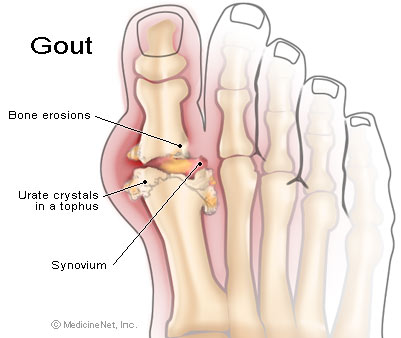 Gout
Bone erosions
Urate crystals
in a tophus
Synovium
© MedicineNet, Inc.